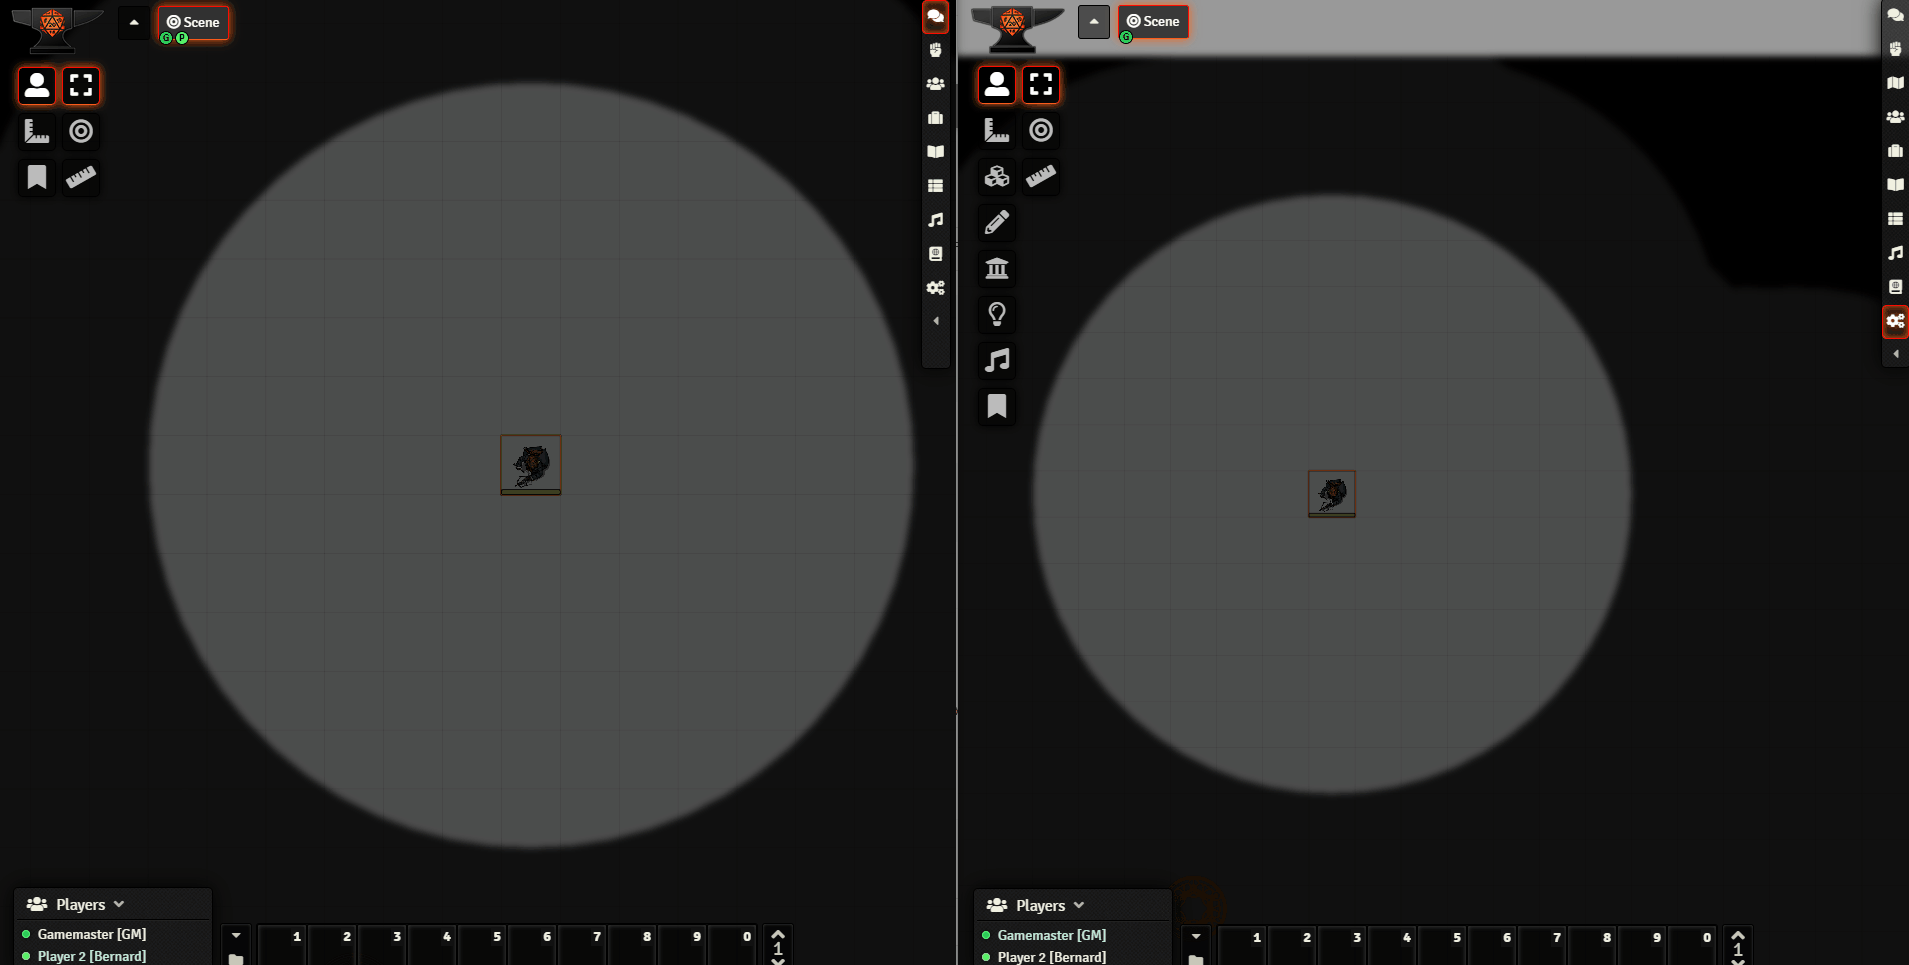 Scene
G P
Players
Gamemaster [GM]
Player 2 [Bernard]
1 2 3 4 5 6 7 8 9 0
1
Scene
G
Players
Gamemaster [GM]
Player 2 [Bernard]
1 2 3 4 5 6 7 8 9 0
1